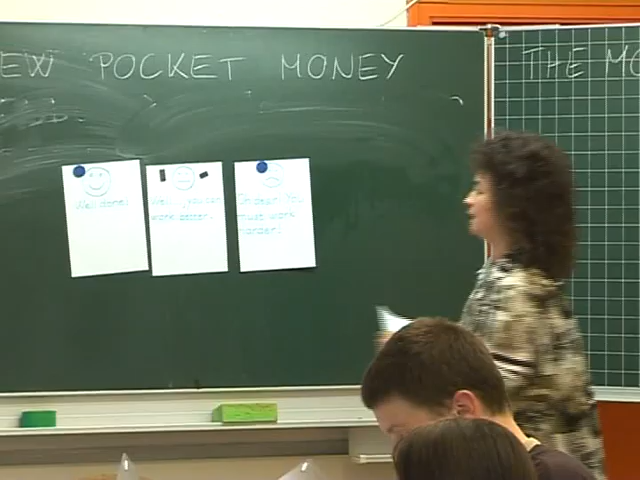 EW POCKET MONEY
THE MO
Well done!
Well, you can
work better.
Oh dear! You
must work
harder!